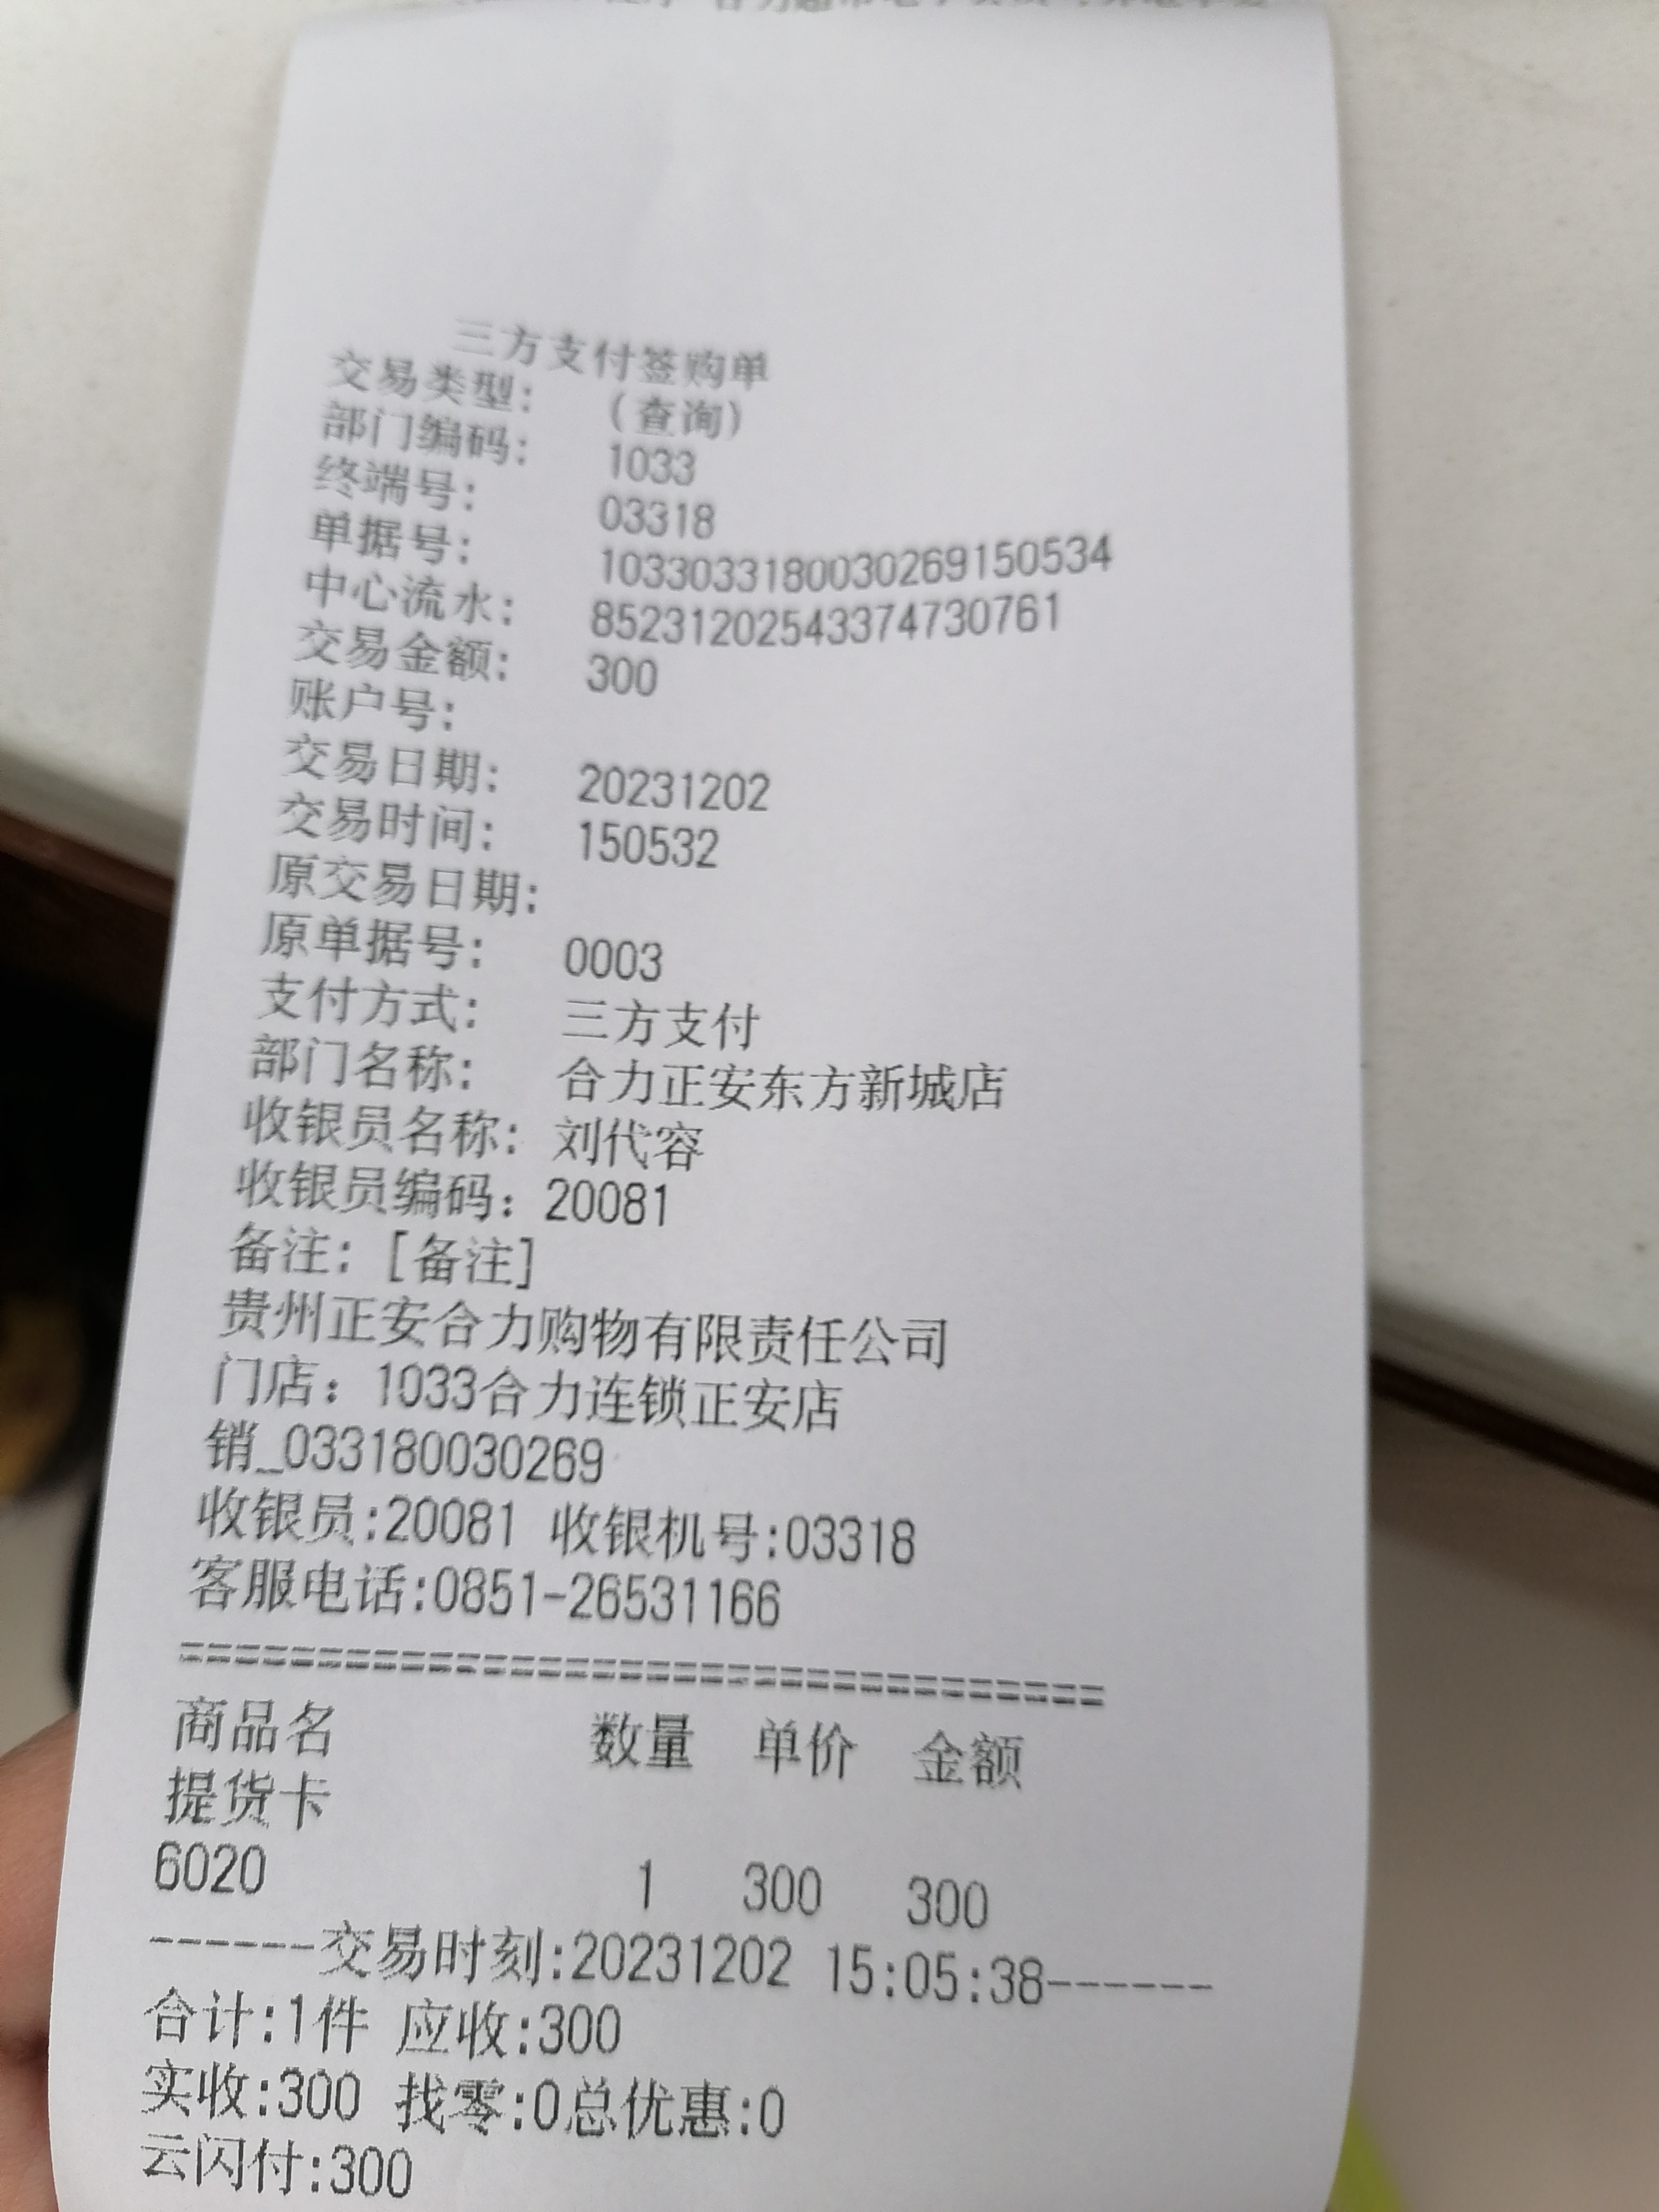 三方支付签购单
交易类型: (查询)
部门编码: 1033
终端号: 03318
单据号: 103303318003026915​0534
中心流水: 852312025433747​30761
交易金额: 300
账户号:
交易日期: 20231202
交易时间: 150532
原交易日期:
原单据号: 0003
支付方式: 三方支付
部门名称: 合力正安东方新城店
收银员名称: 刘代容
收银员编码: 20081
备注: [备注]
贵州正安合力购物有限责任公司
门店: 1033合力连锁正安店
销_033180030269
收银员:20081 收银机号:03318
客服电话:0851-26531166
==================================
商品名 数量 单价 金额
提货卡
6020 1 300 300
------交易时刻:20231202 15:05:38------
合计:1件 应收:300
实收:300 找零:0总优惠:0
云闪付:300